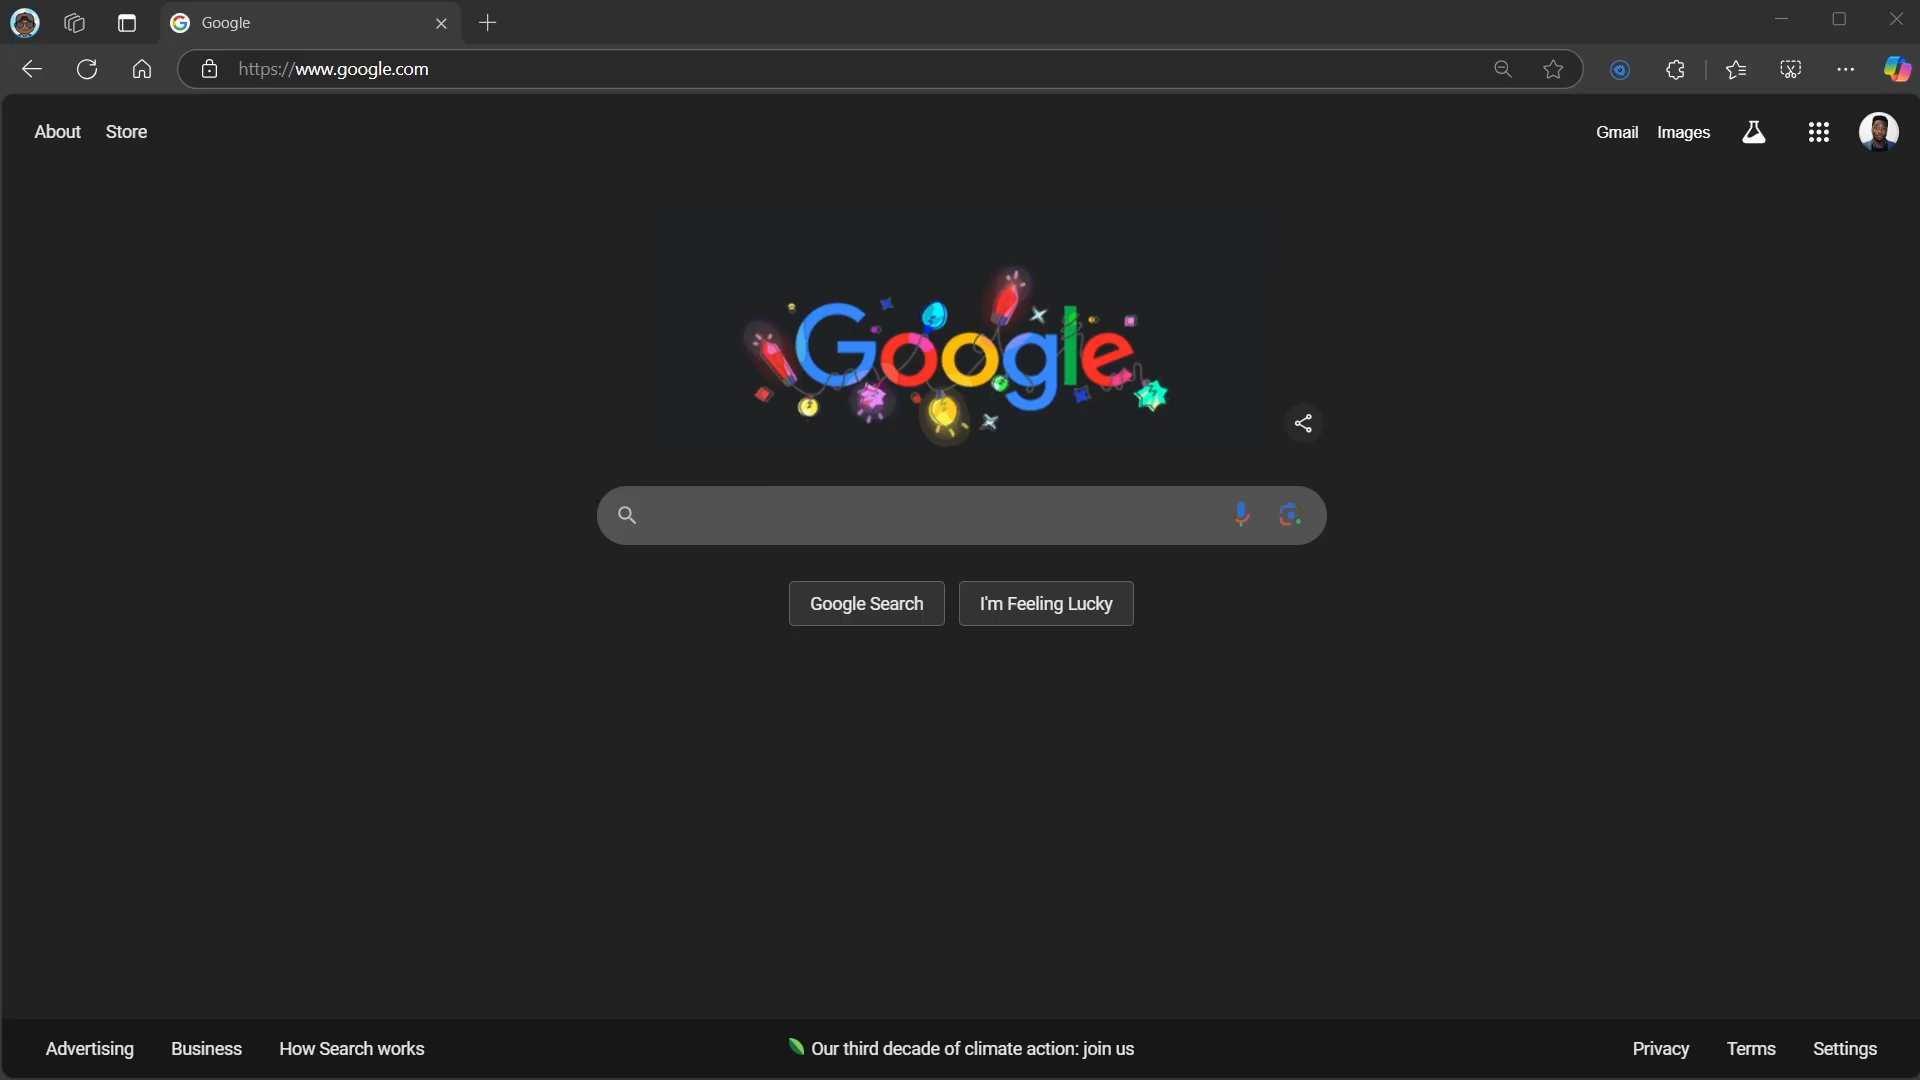 Google
https://www.google.com
About Store
Gmail Images
Google
Google Search I'm Feeling Lucky
Advertising Business How Search works
Our third decade of climate action: join us
Privacy Terms Settings